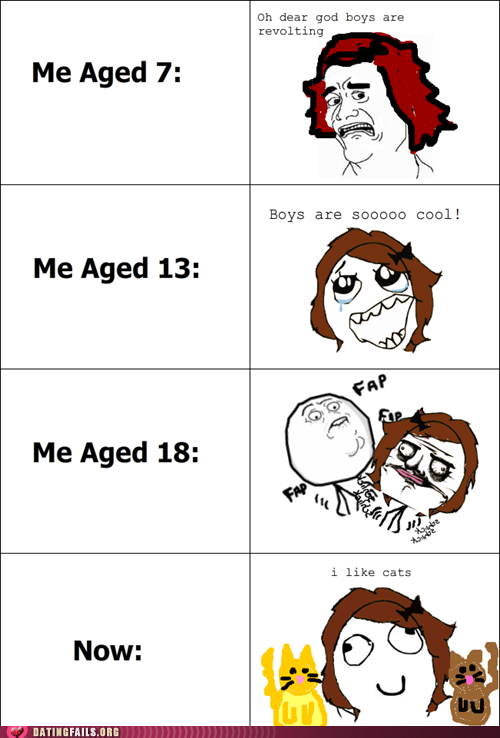 Oh dear god boys are
revolting
Me Aged 7:
Boys are sooooo cool!
Me Aged 13:
FAP
FAP
Me Aged 18:
FAP
i like cats
Now:
DATINGFAILS.ORG